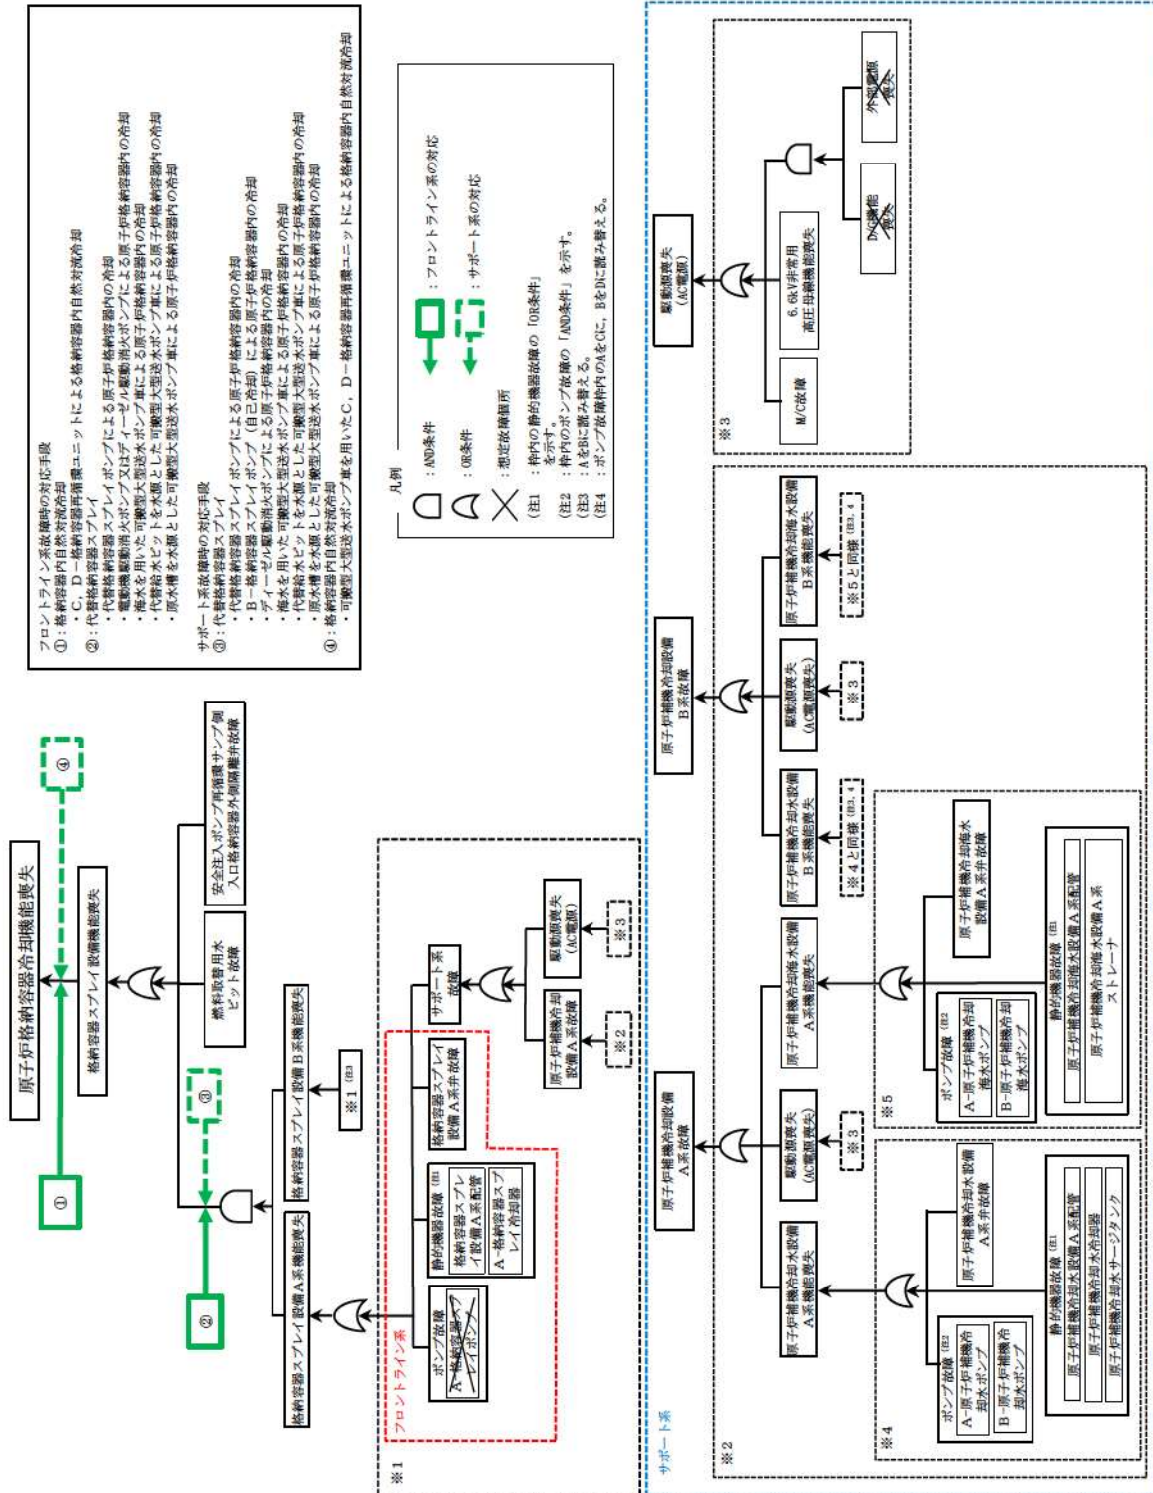 原子炉格納容器冷却機能喪失
①
④
格納容器スプレイ設備機能喪失
②
③
燃料取替用水
ピット故障
安全注入ポンプ再循環サンプ側
入口格納容器外側隔離弁故障
格納容器スプレイ設備A系機能喪失
格納容器スプレイ設備B系機能喪失
※1 (注3
フロントライン系故障時の対応手段
①：格納容器内自然対流冷却
・C，D－格納容器再循環ユニットによる格納容器内自然対流冷却
②：代替格納容器スプレイ
・代替格納容器スプレイポンプによる原子炉格納容器内の冷却
・電動機駆動消火ポンプ又はディーゼル駆動消火ポンプによる原子炉格納容器内の冷却
・海水を用いた可搬型大型送水ポンプ車による原子炉格納容器内の冷却
・代替給水ピットを水源とした可搬型大型送水ポンプ車による原子炉格納容器内の冷却
・原水槽を水源とした可搬型大型送水ポンプ車による原子炉格納容器内の冷却
サポート系故障時の対応手段
③：代替格納容器スプレイ
・代替格納容器スプレイポンプによる原子炉格納容器内の冷却
・B－格納容器スプレイポンプ（自己冷却）による原子炉格納容器内の冷却
・ディーゼル駆動消火ポンプによる原子炉格納容器内の冷却
・海水を用いた可搬型大型送水ポンプ車による原子炉格納容器内の冷却
・代替給水ピットを水源とした可搬型大型送水ポンプ車による原子炉格納容器内の冷却
・原水槽を水源とした可搬型大型送水ポンプ車による原子炉格納容器内の冷却
④：格納容器内自然対流冷却
・可搬型大型送水ポンプ車を用いたC，D－格納容器再循環ユニットによる格納容器内自然対流冷却
※1
フロントライン系
ポンプ故障
A-格納容器スプ
レイポンプ
静的機器故障 (注1
格納容器スプレ
イ設備A系配管
A-格納容器スプ
レイ冷却器
格納容器スプレイ
設備A系弁故障
サポート系
故障
原子炉補機冷却
設備A系故障
駆動源喪失
(AC電源)
※2
※3
凡例
：AND条件
：フロントライン系の対応
：OR条件
：サポート系の対応
：想定故障個所
(注1 ：枠内の静的機器故障の「OR条件」
を示す。
(注2 ：枠内のポンプ故障の「AND条件」を示す。
(注3 ：AをBに読み替える。
(注4 ：ポンプ故障枠内のAをCに，BをDに読み替える。
サポート系
原子炉補機冷却設備
A系故障
原子炉補機冷却設備
B系故障
駆動源喪失
(AC電源)
※2
原子炉補機冷却水設備
A系機能喪失
駆動源喪失
(AC電源喪失)
原子炉補機冷却海水設備
A系機能喪失
※3
原子炉補機冷却水設備
B系機能喪失
駆動源喪失
(AC電源喪失)
原子炉補機冷却海水設備
B系機能喪失
※4と同様 (注3, 4
※3
※5と同様 (注3, 4
※3
M/C故障
6.6kV非常用
高圧母線機能喪失
D/G機能
喪失
外部電源
喪失
※4
ポンプ故障 (注2
A-原子炉補機冷
却水ポンプ
B-原子炉補機冷
却水ポンプ
原子炉補機冷却水設備
A系弁故障
静的機器故障 (注1
原子炉補機冷却水設備A系配管
原子炉補機冷却水冷却器
原子炉補機冷却水サージタンク
※5
ポンプ故障 (注2
A-原子炉補機冷却
海水ポンプ
B-原子炉補機冷却
海水ポンプ
原子炉補機冷却海水
設備A系弁故障
静的機器故障 (注1
原子炉補機冷却海水設備A系配管
原子炉補機冷却海水設備A系
ストレーナ